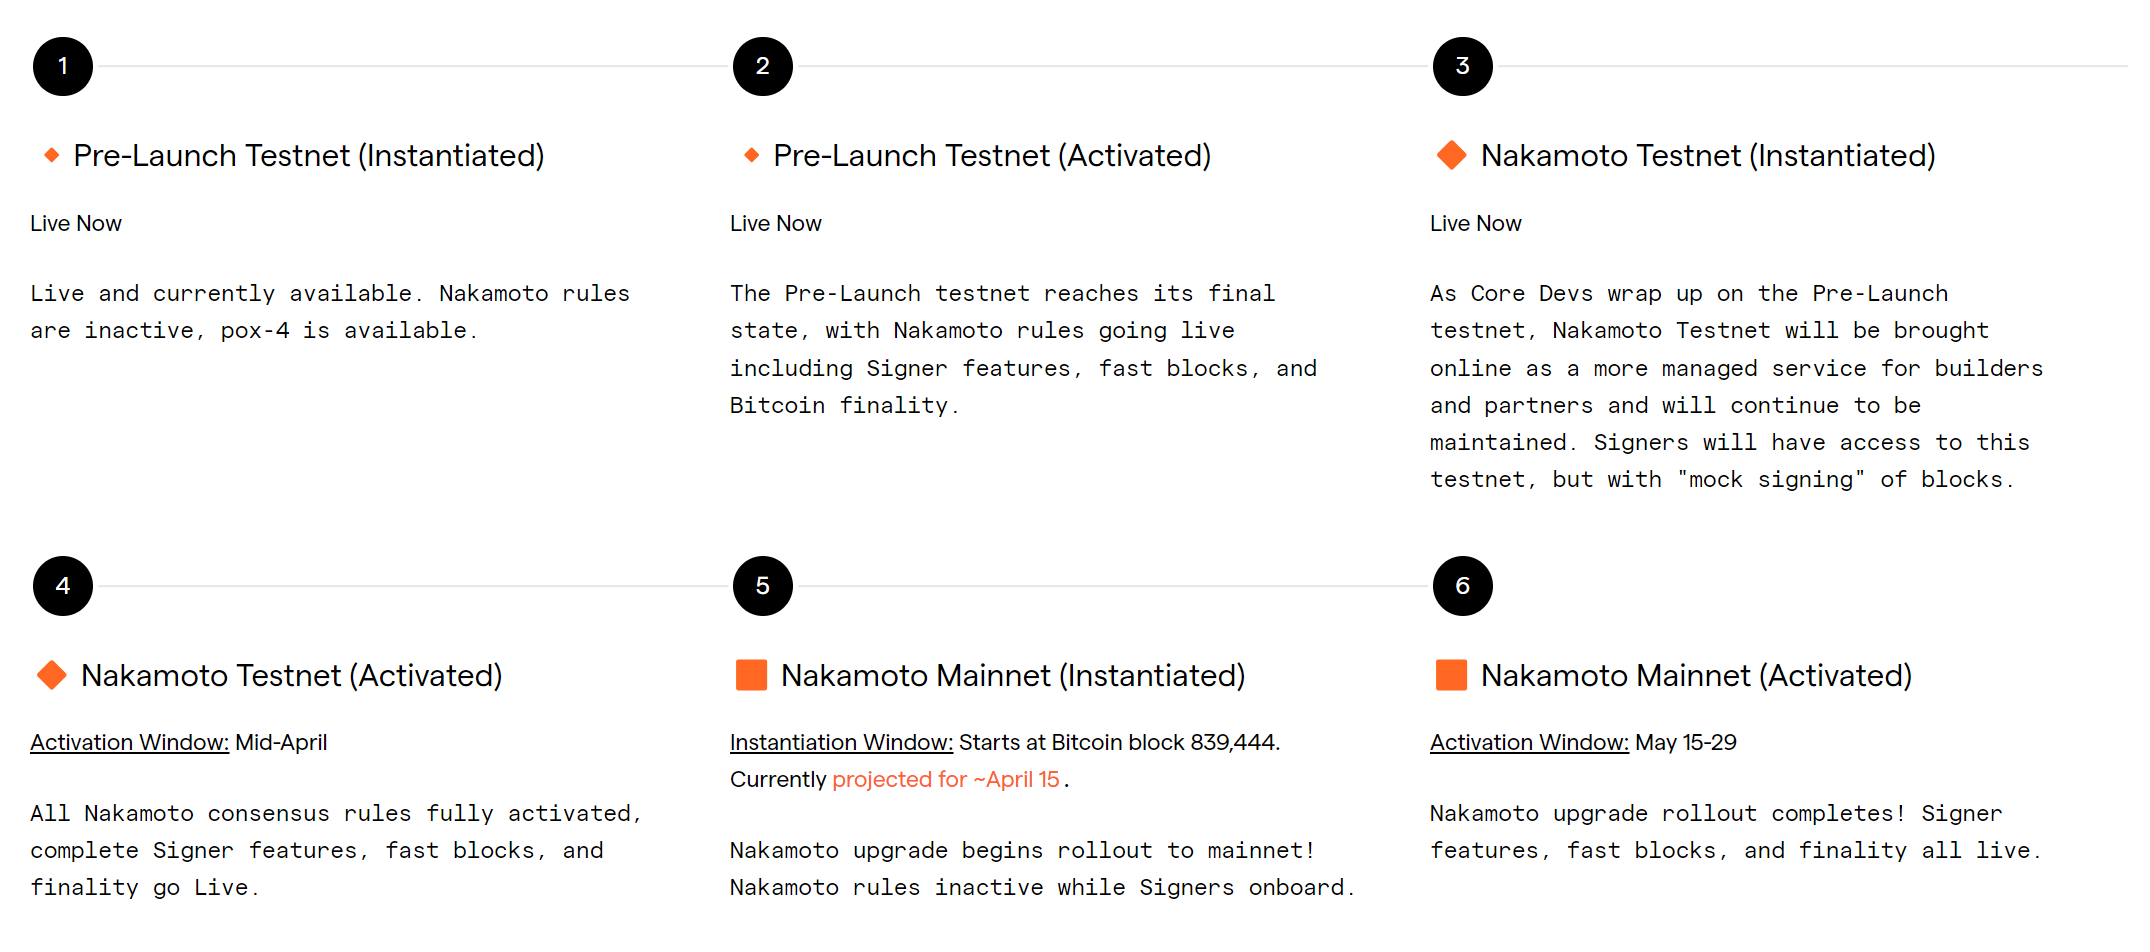 1
2
3
Pre-Launch Testnet (Instantiated)
Live Now
Live and currently available. Nakamoto rules
are inactive, pox-4 is available.
Pre-Launch Testnet (Activated)
Live Now
The Pre-Launch testnet reaches its final
state, with Nakamoto rules going live
including Signer features, fast blocks, and
Bitcoin finality.
Nakamoto Testnet (Instantiated)
Live Now
As Core Devs wrap up on the Pre-Launch
testnet, Nakamoto Testnet will be brought
online as a more managed service for builders
and partners and will continue to be
maintained. Signers will have access to this
testnet, but with "mock signing" of blocks.
4
5
6
Nakamoto Testnet (Activated)
Activation Window: Mid-April
All Nakamoto consensus rules fully activated,
complete Signer features, fast blocks, and
finality go Live.
Nakamoto Mainnet (Instantiated)
Instantiation Window: Starts at Bitcoin block 839,444.
Currently projected for ~April 15.
Nakamoto upgrade begins rollout to mainnet!
Nakamoto rules inactive while Signers onboard.
Nakamoto Mainnet (Activated)
Activation Window: May 15-29
Nakamoto upgrade rollout completes! Signer
features, fast blocks, and finality all live.